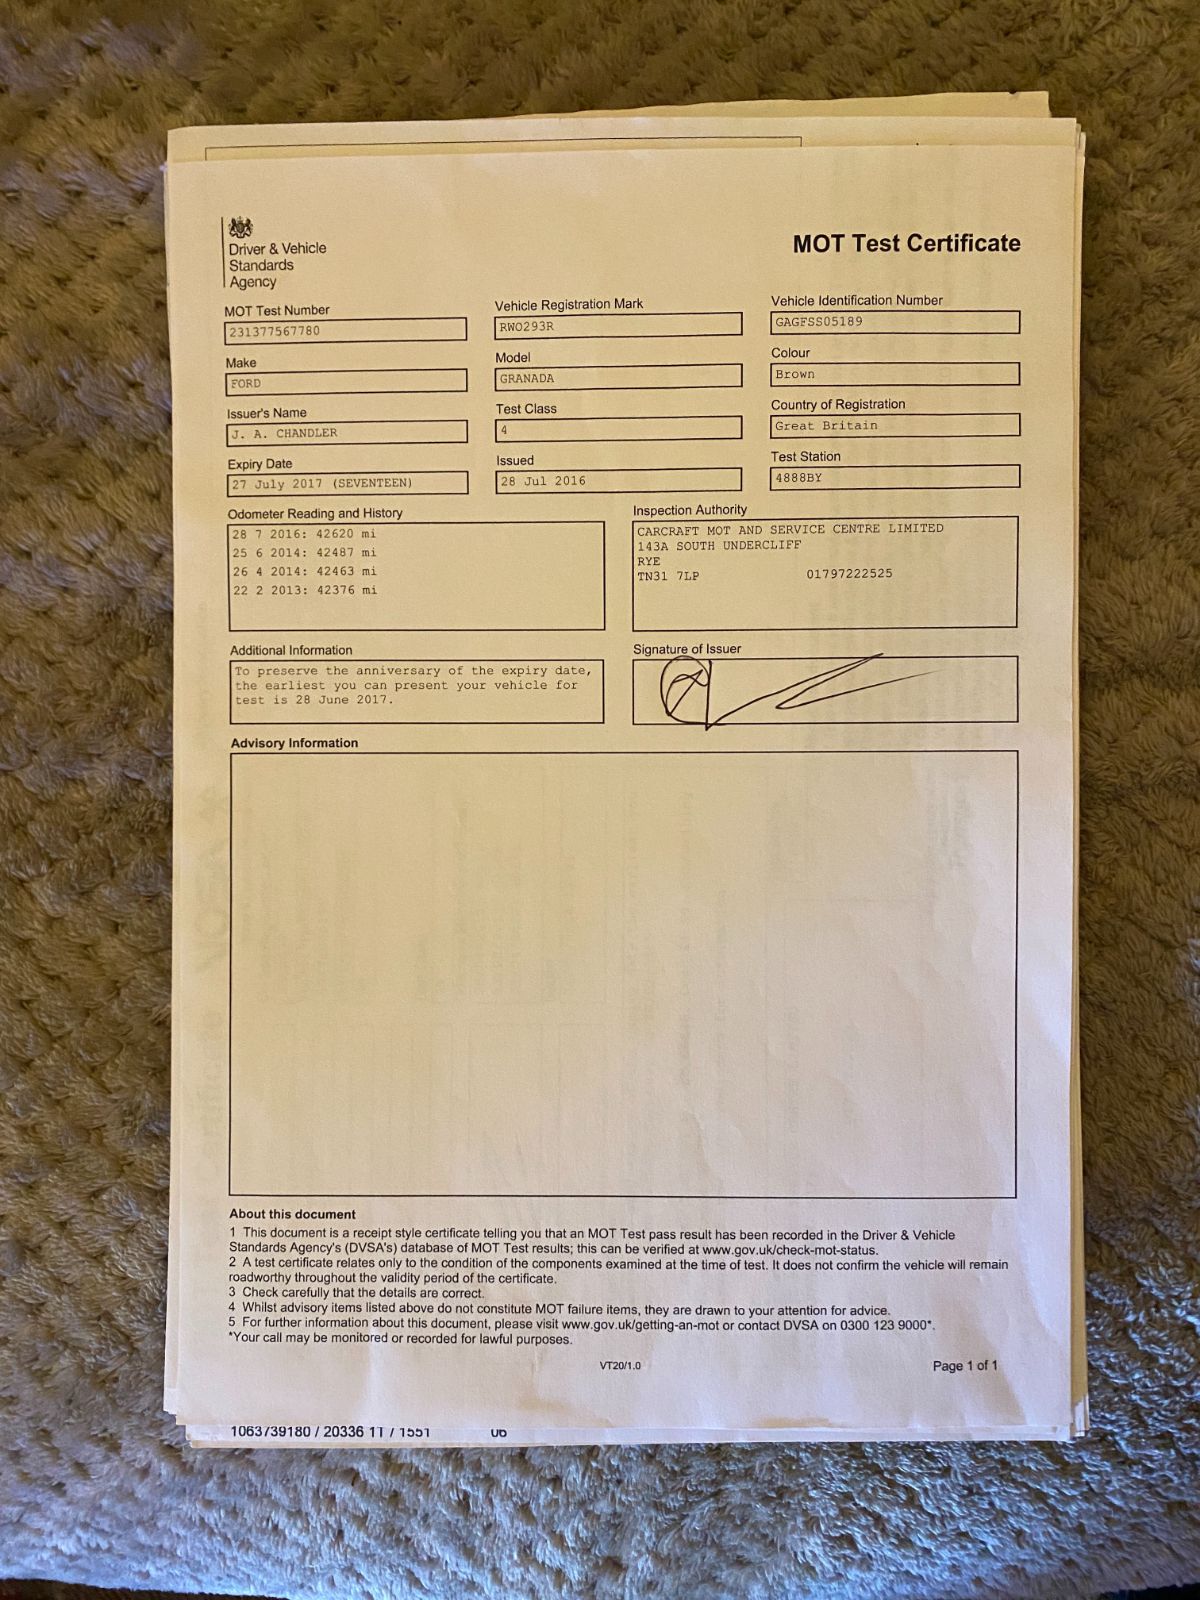 Driver & Vehicle
Standards
Agency
MOT Test Certificate
MOT Test Number
231377567780
Vehicle Registration Mark
RWO293R
Vehicle Identification Number
GAGFSS05189
Make
FORD
Model
GRANADA
Colour
Brown
Issuer's Name
J. A. CHANDLER
Test Class
4
Country of Registration
Great Britain
Expiry Date
27 July 2017 (SEVENTEEN)
Issued
28 Jul 2016
Test Station
4888BY
Odometer Reading and History
28 7 2016: 42620 mi
25 6 2014: 42487 mi
26 4 2014: 42463 mi
22 2 2013: 42376 mi
Inspection Authority
CARCRAFT MOT AND SERVICE CENTRE LIMITED
143A SOUTH UNDERCLIFF
RYE
TN31 7LP 01797222525
Additional Information
To preserve the anniversary of the expiry date,
the earliest you can present your vehicle for
test is 28 June 2017.
Signature of Issuer
Advisory Information
About this document
1 This document is a receipt style certificate telling you that an MOT Test pass result has been recorded in the Driver & Vehicle
Standards Agency's (DVSA's) database of MOT Test results; this can be verified at www.gov.uk/check-mot-status.
2 A test certificate relates only to the condition of the components examined at the time of test. It does not confirm the vehicle will remain
roadworthy throughout the validity period of the certificate.
3 Check carefully that the details are correct.
4 Whilst advisory items listed above do not constitute MOT failure items, they are drawn to your attention for advice.
5 For further information about this document, please visit www.gov.uk/getting-an-mot or contact DVSA on 0300 123 9000*.
*Your call may be monitored or recorded for lawful purposes.
VT20/1.0
Page 1 of 1
1063739180 / 20336 11 / 1551 06